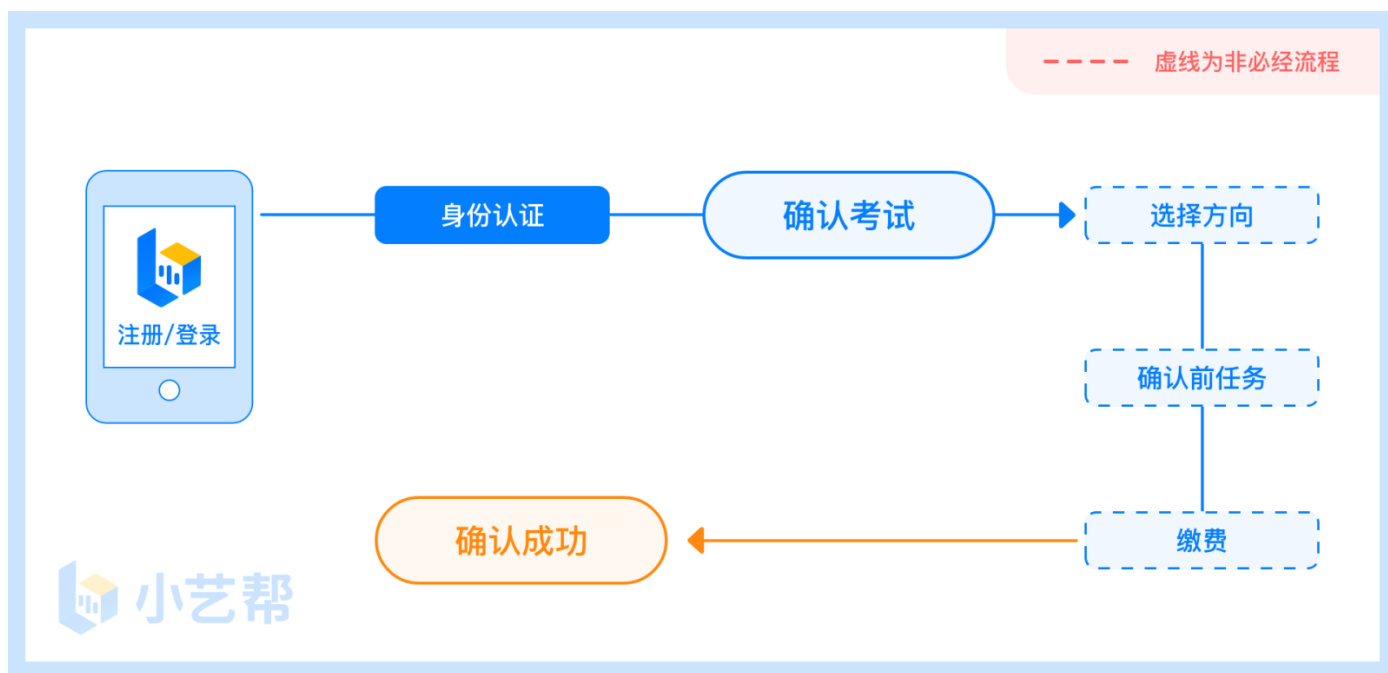 虚线为非必经流程
身份认证
确认考试
选择方向
注册/登录
确认前任务
确认成功
缴费
小艺帮